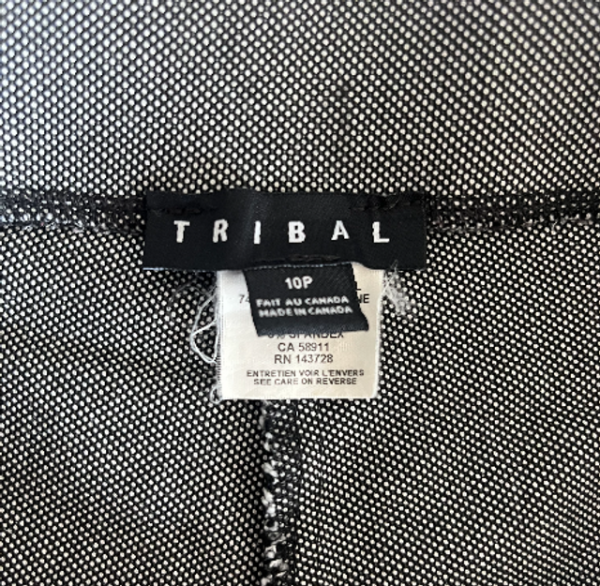 TRIBAL
10P
FAIT AU CANADA
MADE IN CANADA
SPANDEX
CA 58911
RN 143728
ENTRETIEN VOIR L'ENVERS
SEE CARE ON REVERSE